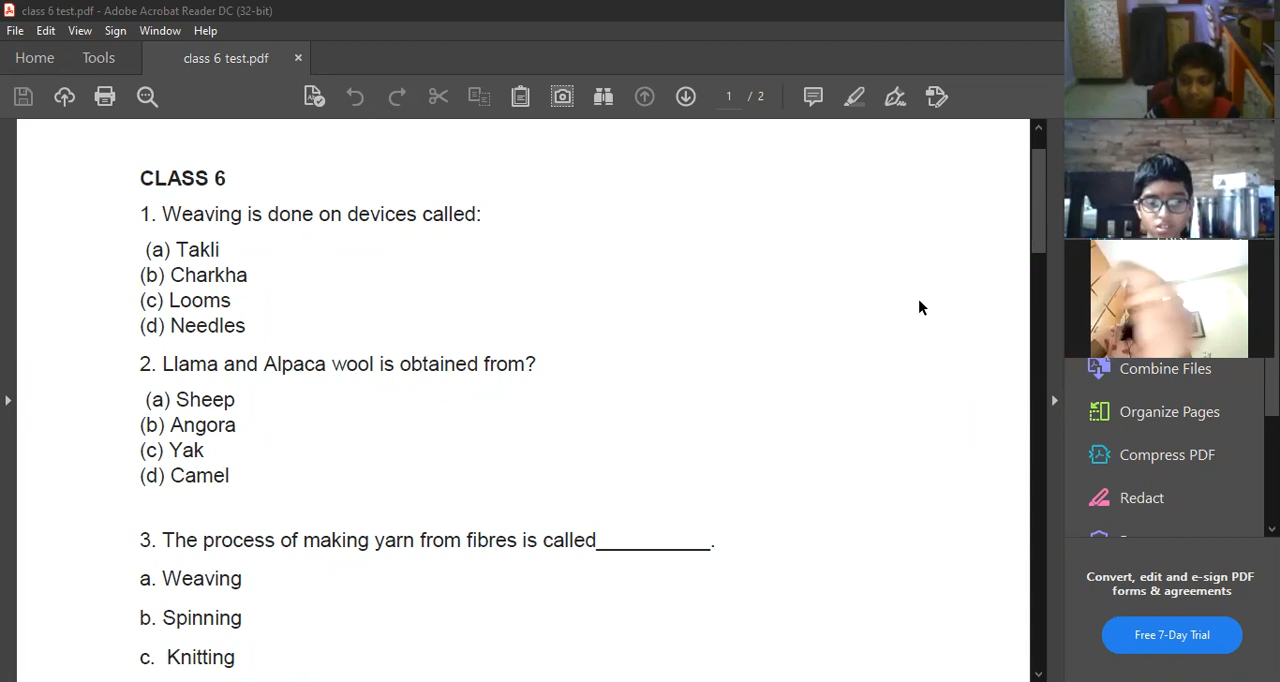 class 6 test.pdf - Adobe Acrobat Reader DC (32-bit)
File Edit View Sign Window Help
Home Tools class 6 test.pdf ×
1 / 2
CLASS 6
1. Weaving is done on devices called:
(a) Takli
(b) Charkha
(c) Looms
(d) Needles
2. Llama and Alpaca wool is obtained from?
(a) Sheep
(b) Angora
(c) Yak
(d) Camel
3. The process of making yarn from fibres is called__________.
a. Weaving
b. Spinning
c. Knitting
Combine Files
Organize Pages
Compress PDF
Redact
Convert, edit and e-sign PDF
forms & agreements
Free 7-Day Trial